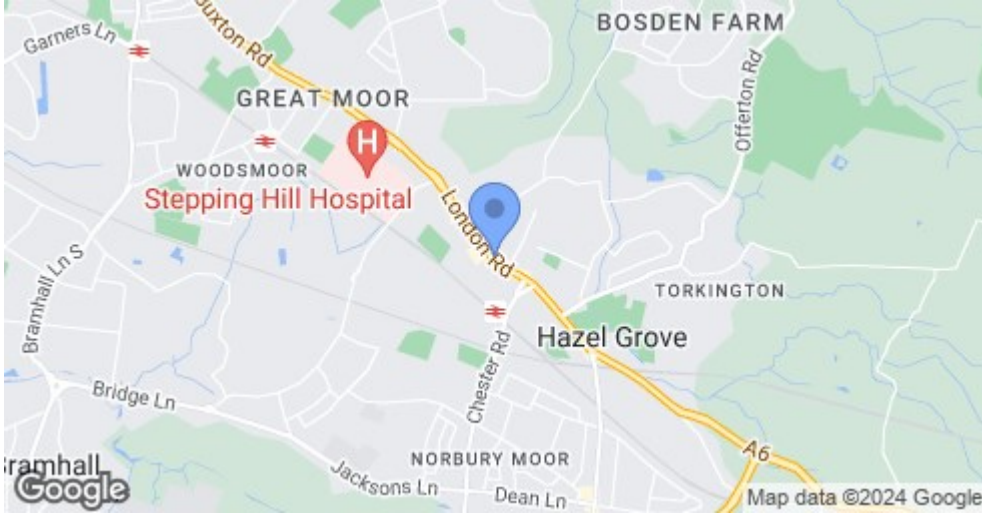 BOSDEN FARM
Garners Ln
uxton Rd
GREAT MOOR
Offerton Rd
H
WOODSMOOR
Stepping Hill Hospital
London Rd
Bramhall Ln S
TORKINGTON
Hazel Grove
Chester Rd
Bridge Ln
A6
NORBURY MOOR
Bramhall
Jacksons Ln
Dean Ln
Google
Map data ©2024 Google